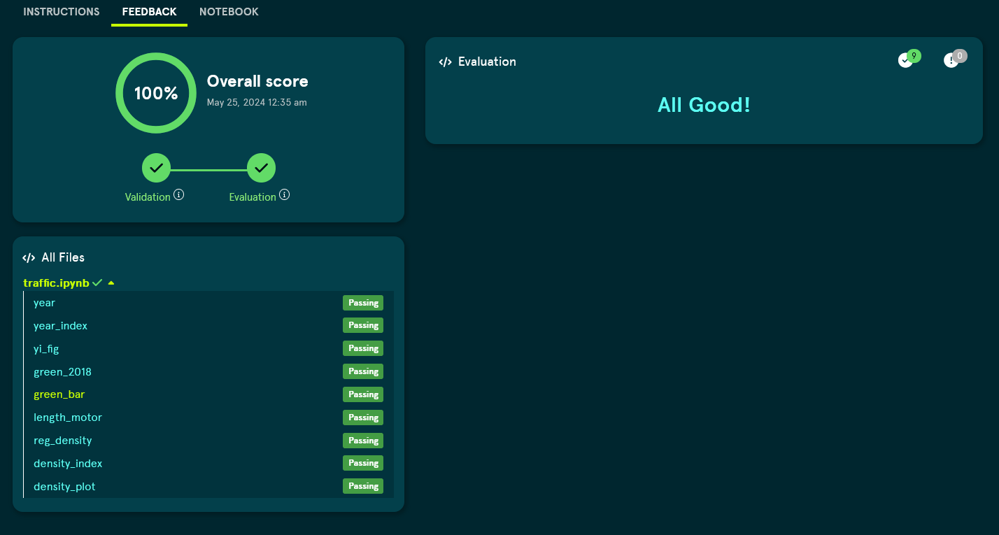 INSTRUCTIONS FEEDBACK NOTEBOOK
100%
Overall score
May 25, 2024 12:35 am
Validation
Evaluation
All Files
traffic.ipynb
year Passing
year_index Passing
yi_fig Passing
green_2018 Passing
green_bar Passing
length_motor Passing
reg_density Passing
density_index Passing
density_plot Passing
Evaluation 9 0
All Good!